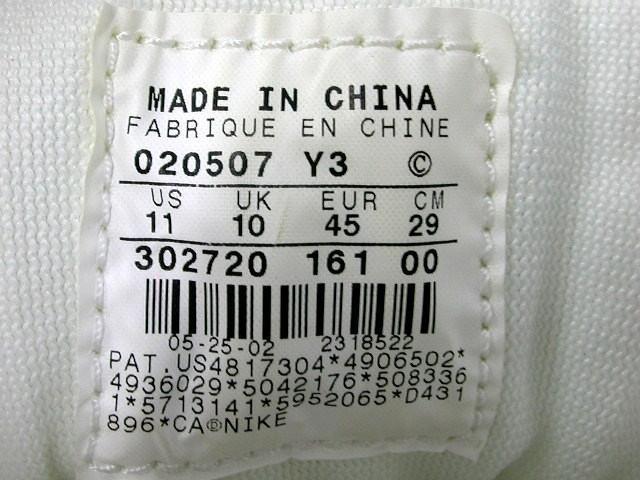 MADE IN CHINA
FABRIQUE EN CHINE
020507 Y3 ©
US UK EUR CM
11 10 45 29
302720 161 00
05-25-02 2318522
PAT.US4817304*4906502*
4936029*5042176*508336
1*5713141*5952065*D431
896*CA®NIKE